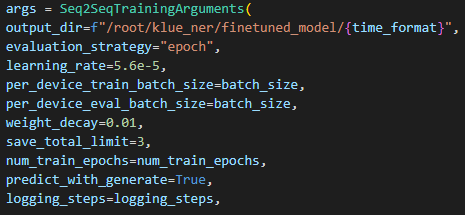 args = Seq2SeqTrainingArguments(
output_dir=f"/root/klue_ner/finetuned_model/{time_format}",
evaluation_strategy="epoch",
learning_rate=5.6e-5,
per_device_train_batch_size=batch_size,
per_device_eval_batch_size=batch_size,
weight_decay=0.01,
save_total_limit=3,
num_train_epochs=num_train_epochs,
predict_with_generate=True,
logging_steps=logging_steps,